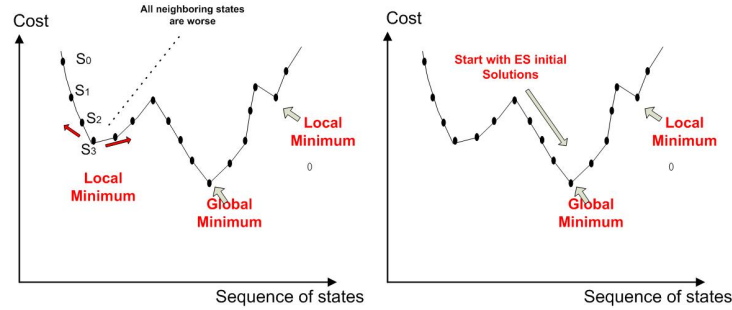 All neighboring states
are worse
Cost
S0
S1
S2
S3
Local
Minimum
Global
Minimum
Local
Minimum
0
Sequence of states
Cost
Start with ES initial
Solutions
Local
Minimum
0
Global
Minimum
Sequence of states